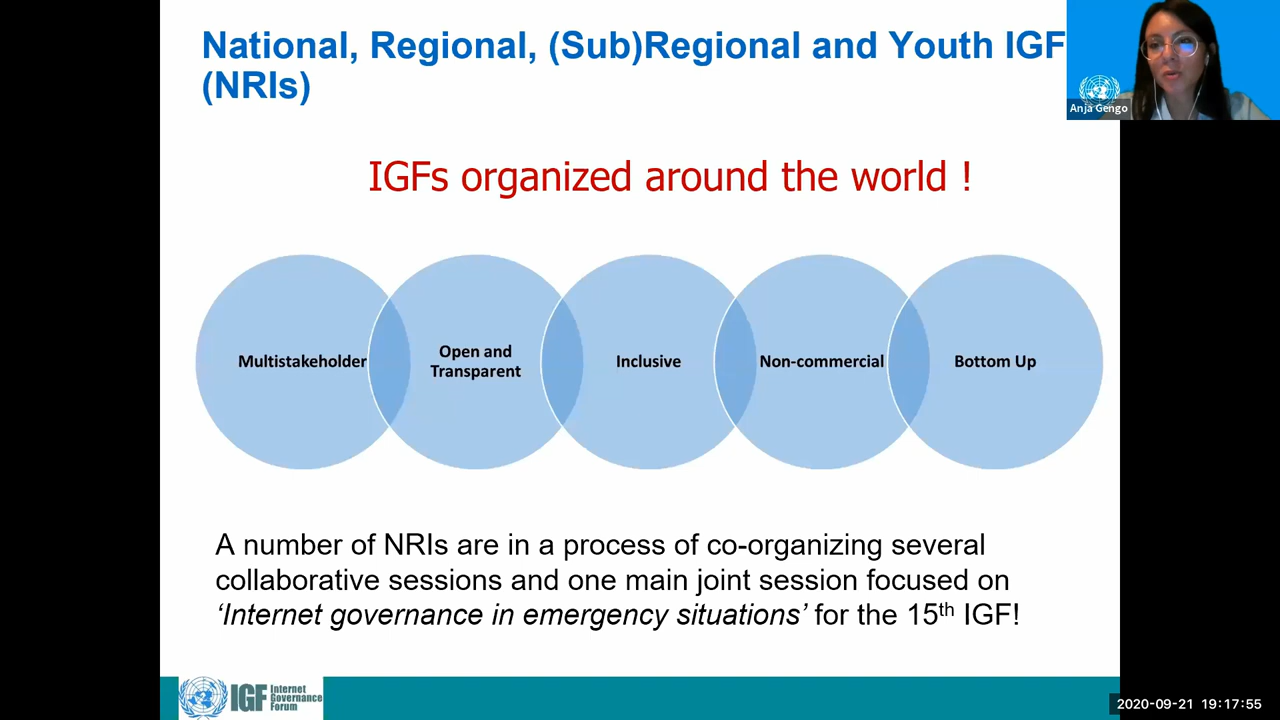 National, Regional, (Sub)Regional and Youth IGF
(NRIs)
Anja Gengo
IGFs organized around the world !
Multistakeholder
Open and
Transparent
Inclusive
Non-commercial
Bottom Up
A number of NRIs are in a process of co-organizing several
collaborative sessions and one main joint session focused on
‘Internet governance in emergency situations’ for the 15th IGF!
IGF
Internet
Governance
Forum
2020-09-21 19:17:55